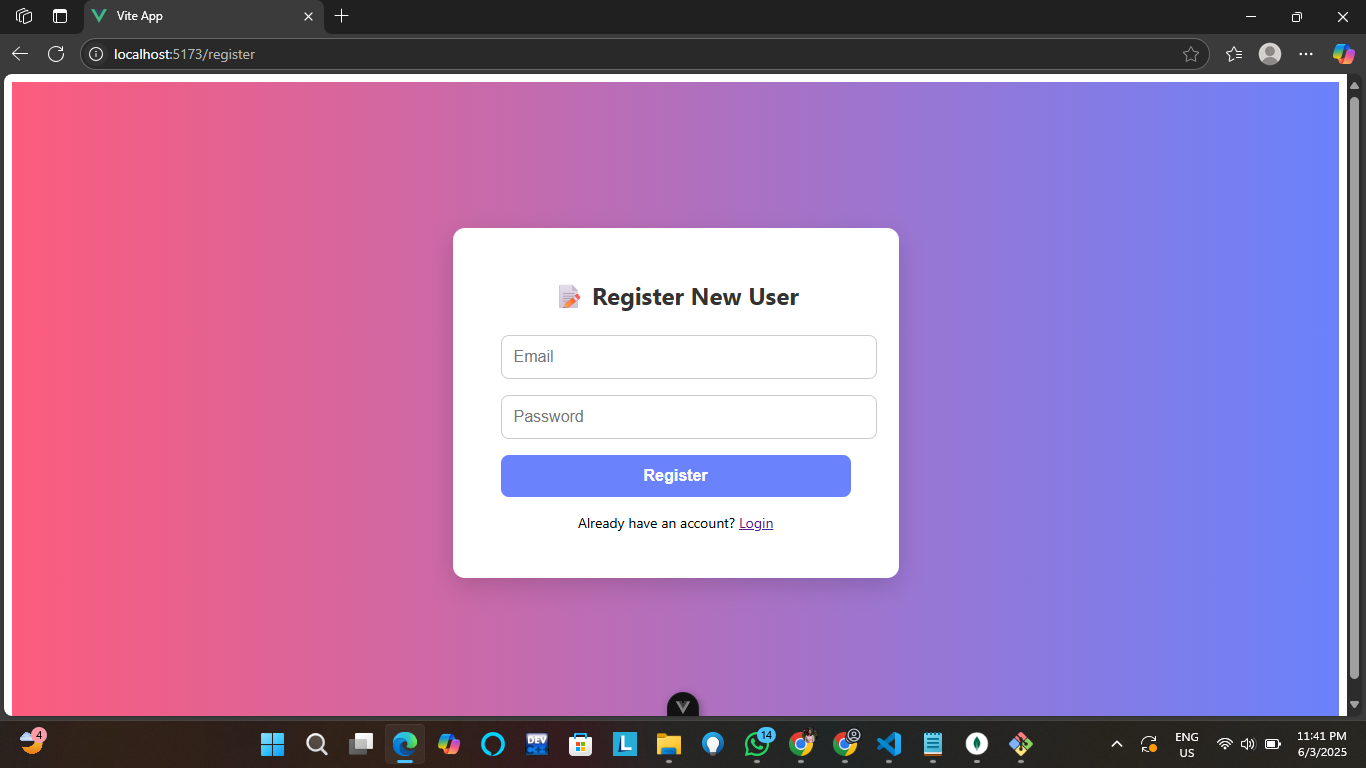 Vite App
localhost:5173/register
Register New User
Email
Password
Register
Already have an account? Login
4
DEV
L
14
ENG
US
11:41 PM
6/3/2025